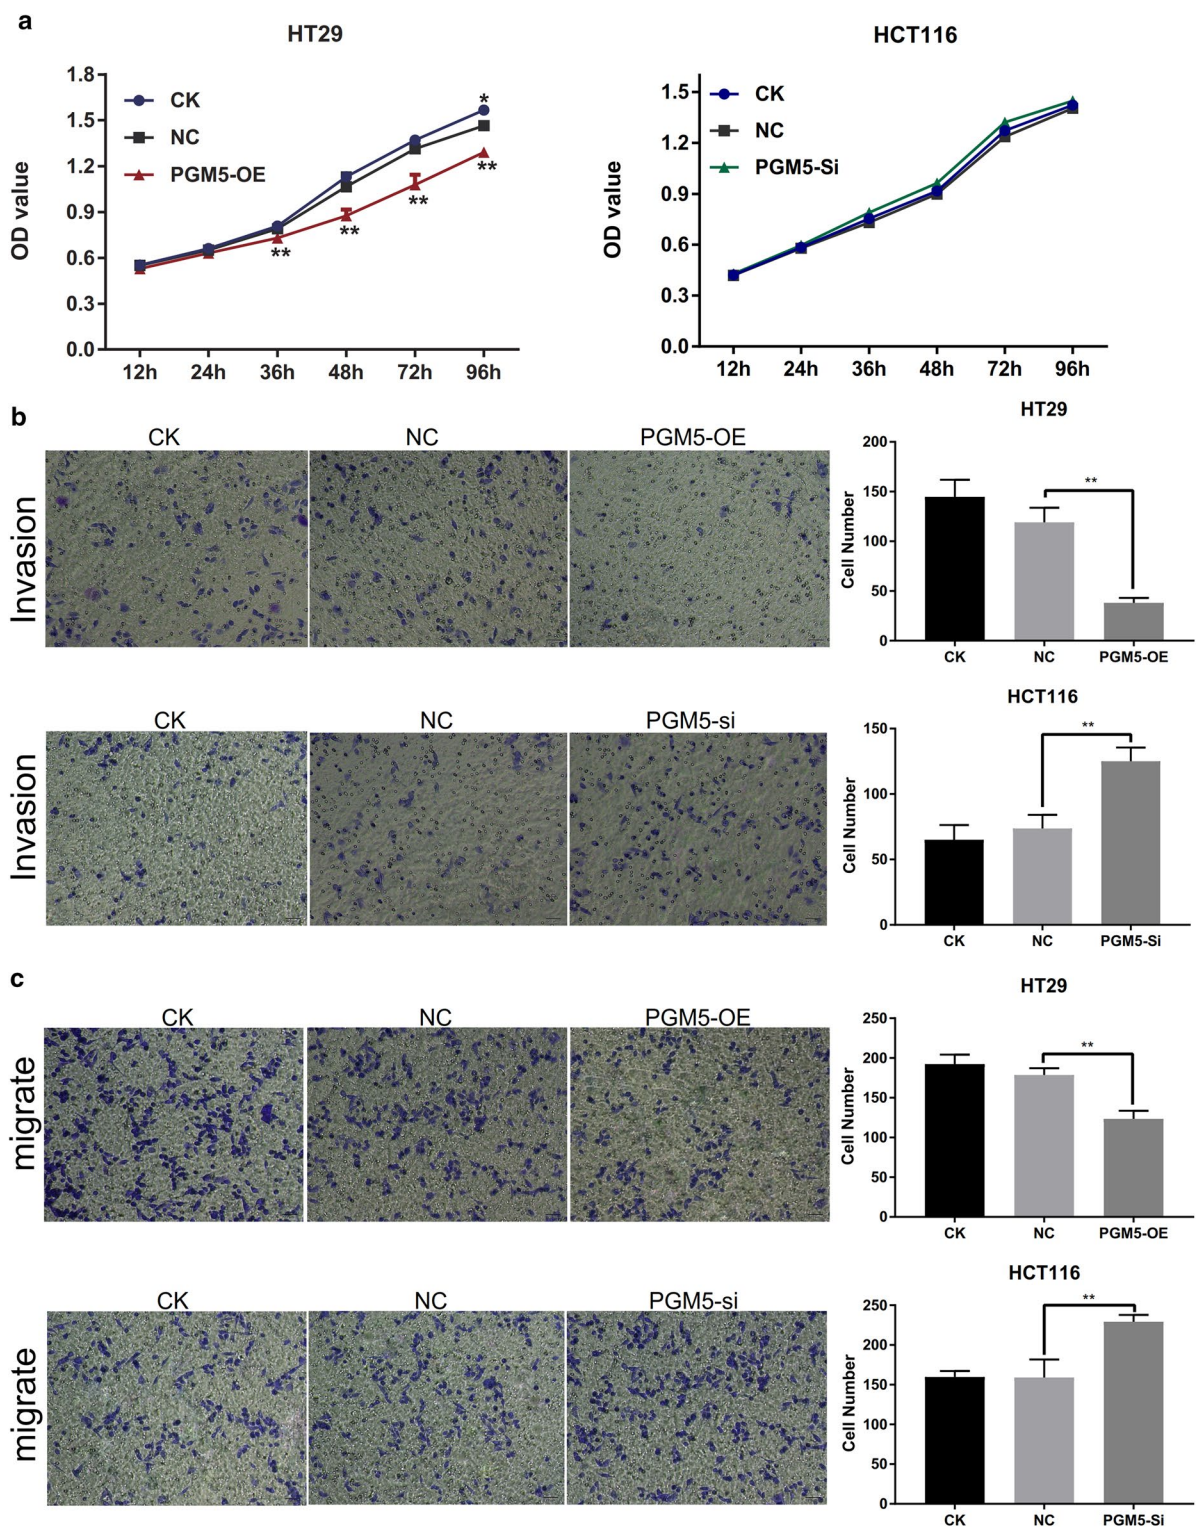 a
HT29
HCT116
OD value
1.8
1.5
1.2
0.9
0.6
0.3
0.0
CK
NC
PGM5-OE
*
**
**
**
**
12h 24h 36h 48h 72h 96h
OD value
1.5
1.2
0.9
0.6
0.3
0.0
CK
NC
PGM5-Si
12h 24h 36h 48h 72h 96h
b
Invasion
CK NC PGM5-OE
HT29
Cell Number
200
150
100
50
0
**
CK NC PGM5-OE
Invasion
CK NC PGM5-si
HCT116
Cell Number
150
100
50
0
**
CK NC PGM5-Si
c
migrate
CK NC PGM5-OE
HT29
Cell Number
250
200
150
100
50
0
**
CK NC PGM5-OE
migrate
CK NC PGM5-si
HCT116
Cell Number
250
200
150
100
50
0
**
CK NC PGM5-Si